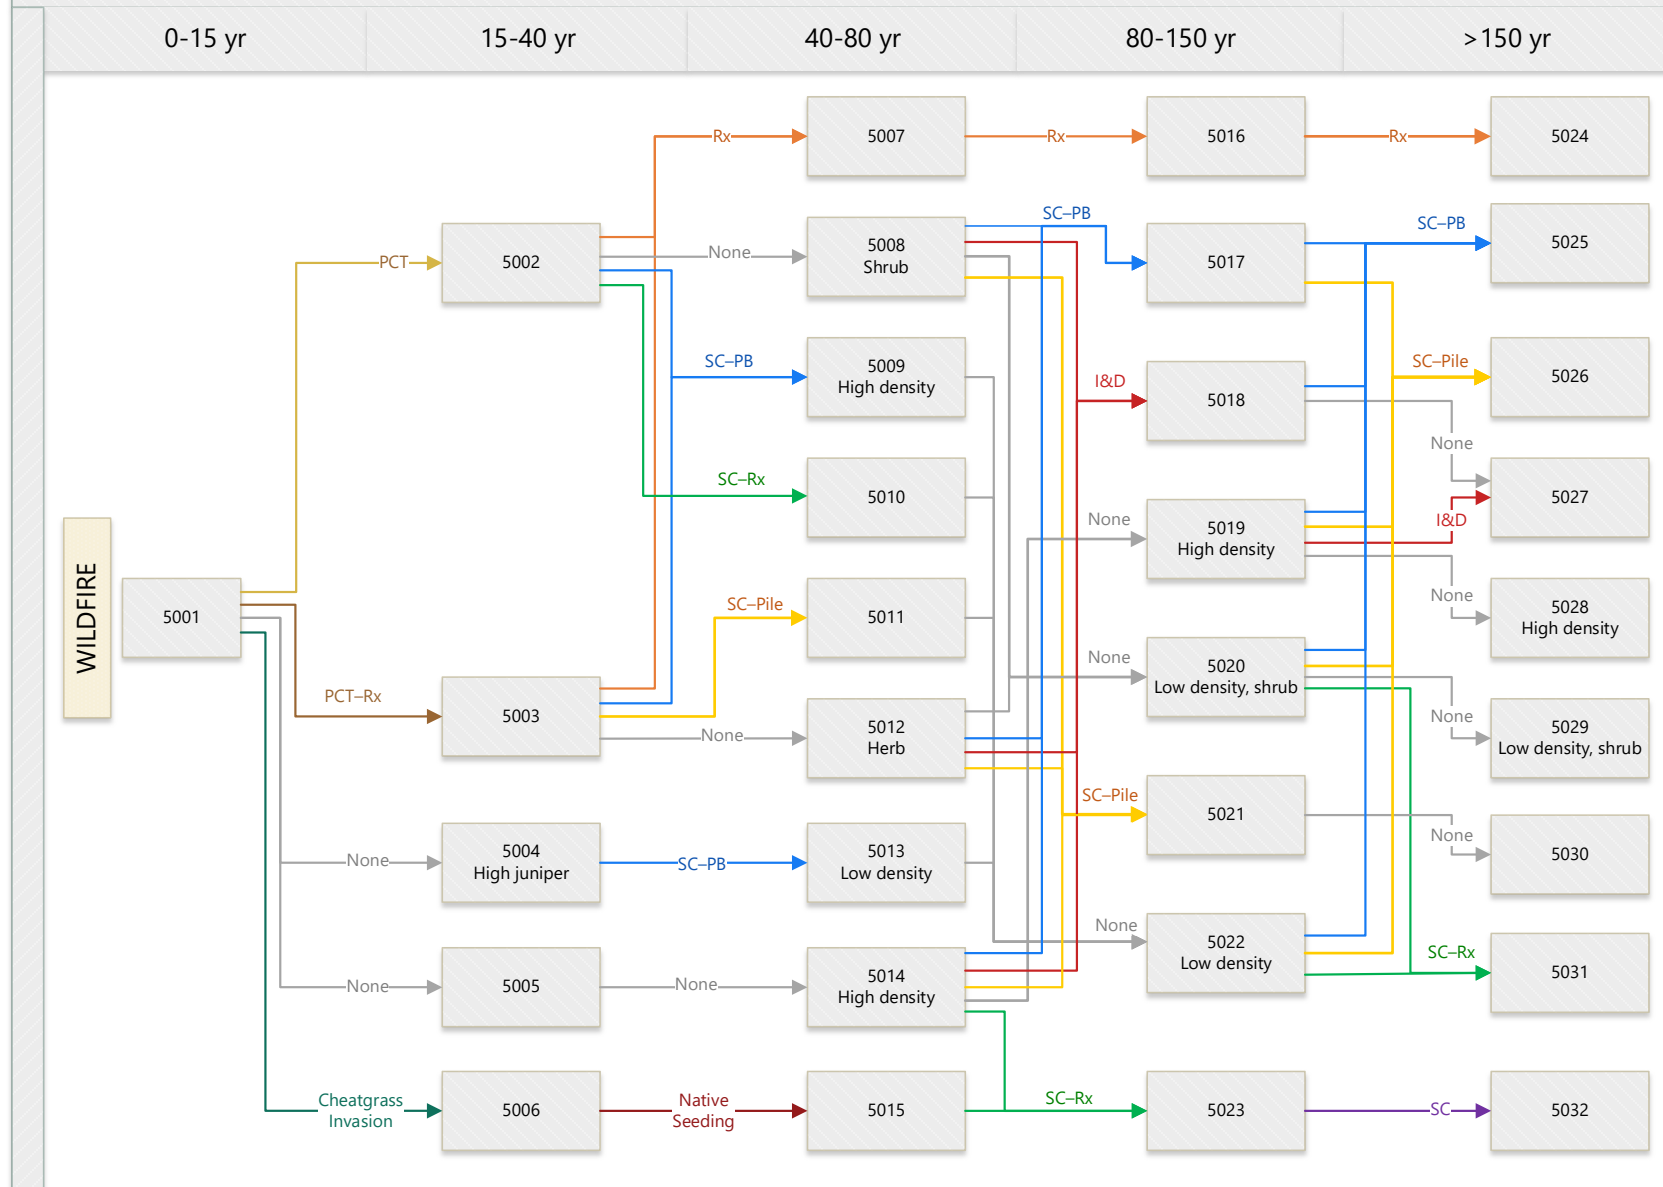 0-15 yr
15-40 yr
40-80 yr
80-150 yr
>150 yr
WILDFIRE
5001
PCT
PCT–Rx
None
None
Cheatgrass
Invasion
5002
5003
5004
High juniper
5005
5006
Rx
None
SC–PB
SC–Rx
SC–Pile
None
SC–PB
None
Native
Seeding
5007
5008
Shrub
5009
High density
5010
5011
5012
Herb
5013
Low density
5014
High density
5015
Rx
SC–PB
I&D
None
None
SC–Pile
None
SC–Rx
5016
5017
5018
5019
High density
5020
Low density, shrub
5021
5022
Low density
5023
Rx
SC–PB
SC–Pile
None
I&D
None
None
None
SC–Rx
SC
5024
5025
5026
5027
5028
High density
5029
Low density, shrub
5030
5031
5032